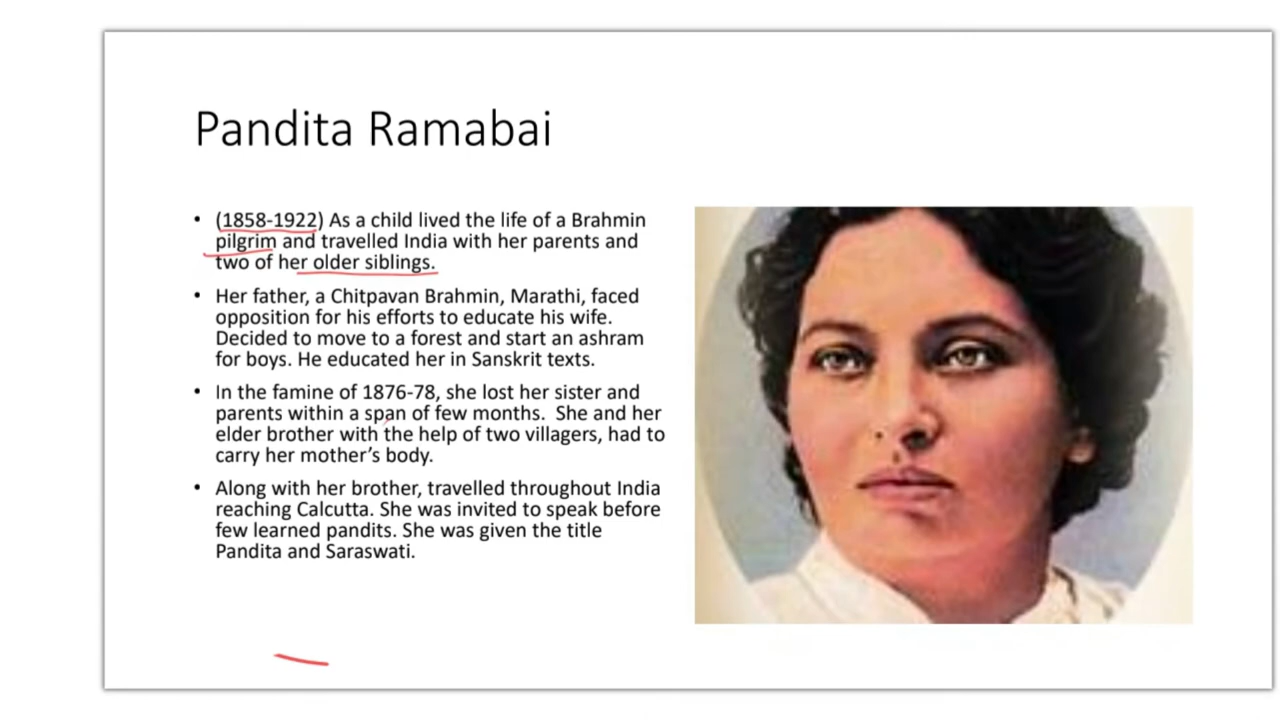 Pandita Ramabai
• (1858-1922) As a child lived the life of a Brahmin
pilgrim and travelled India with her parents and
two of her older siblings.
• Her father, a Chitpavan Brahmin, Marathi, faced
opposition for his efforts to educate his wife.
Decided to move to a forest and start an ashram
for boys. He educated her in Sanskrit texts.
• In the famine of 1876-78, she lost her sister and
parents within a span of few months.  She and her
elder brother with the help of two villagers, had to
carry her mother’s body.
• Along with her brother, travelled throughout India
reaching Calcutta. She was invited to speak before
few learned pandits. She was given the title
Pandita and Saraswati.